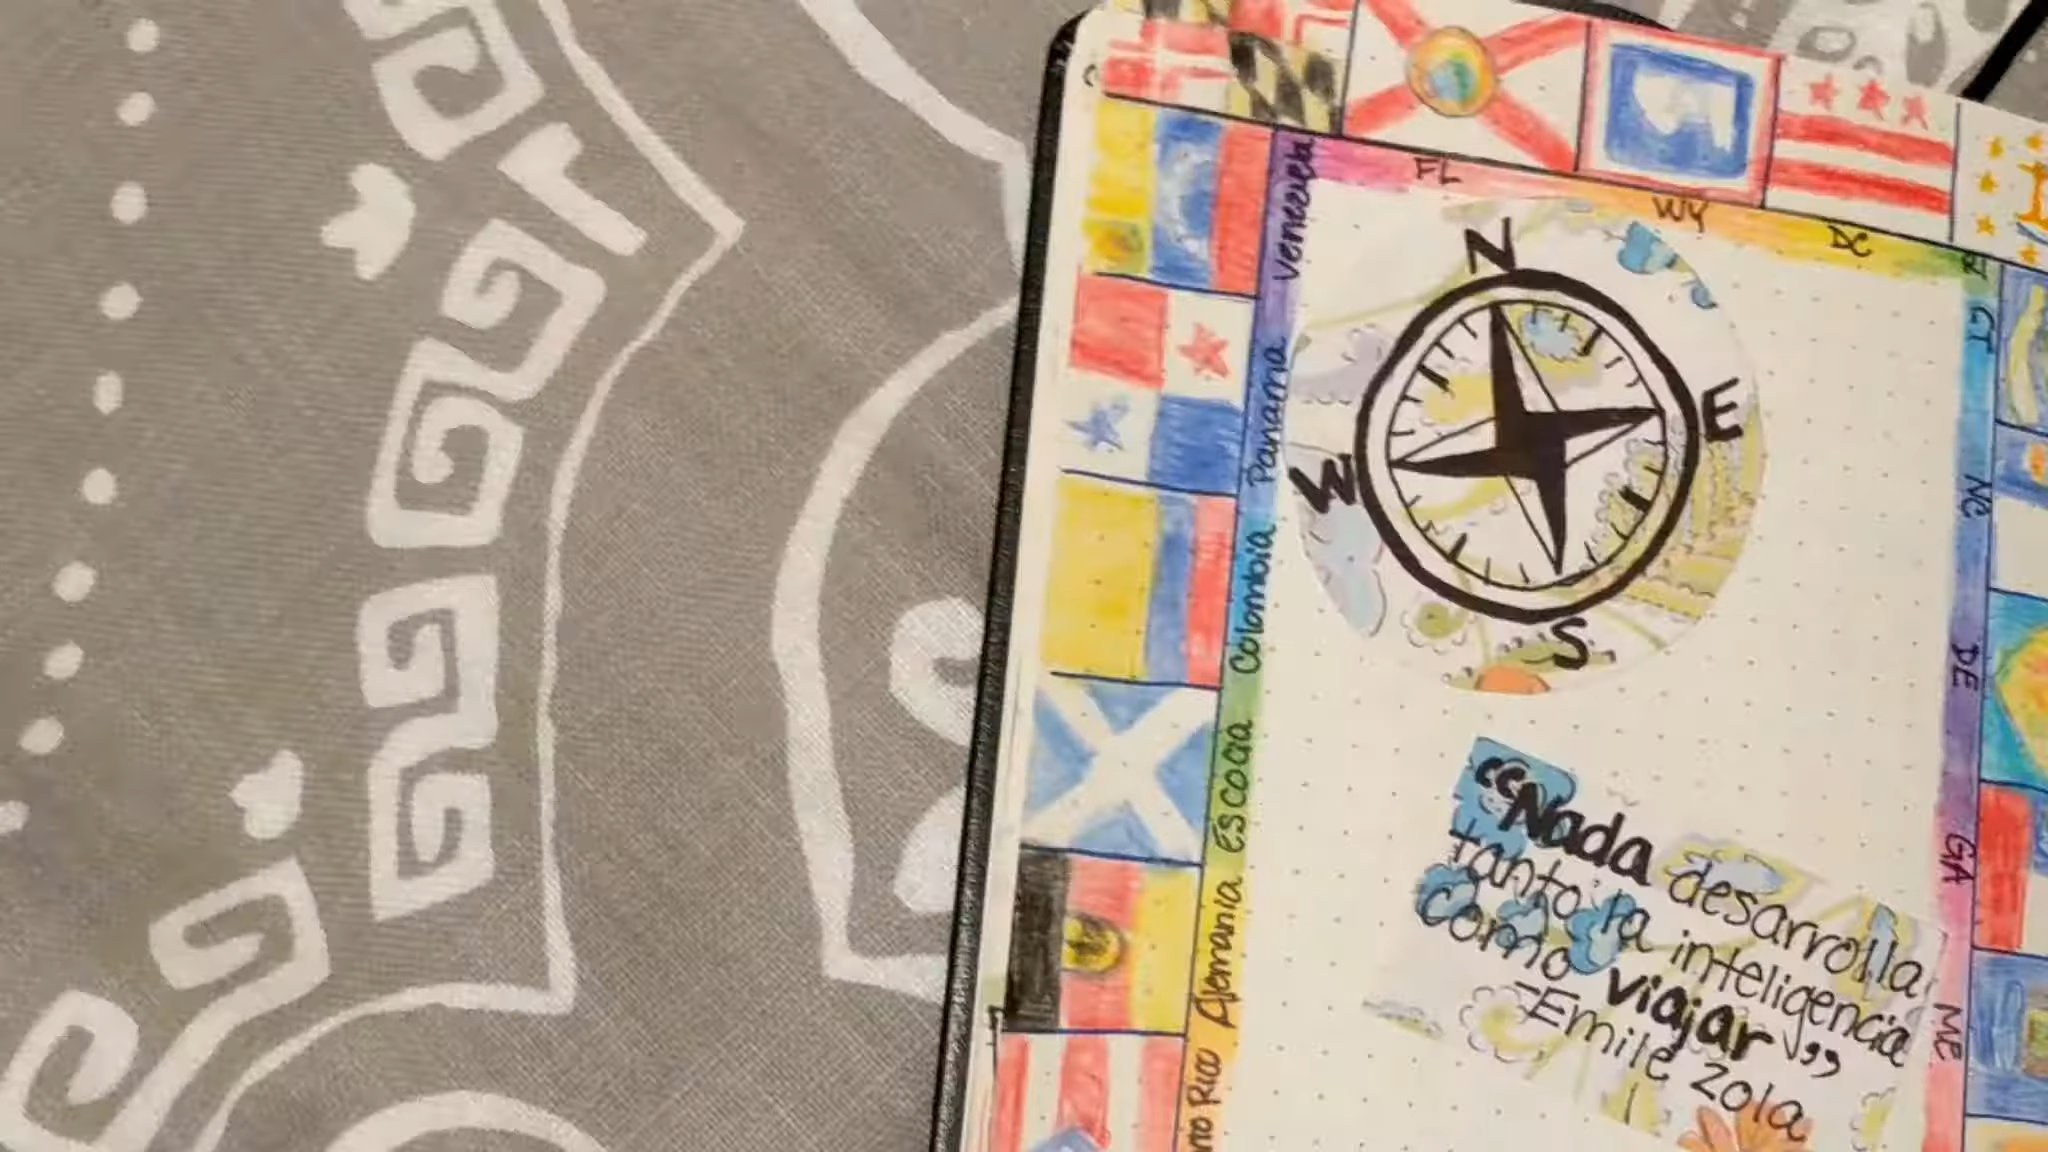 Venezuela
Panama
Colombia
Escocia
Alemania
FL
WY
DC
N
E
W
S
CT
NC
DE
GA
ME
“Nada desarrolla
tanto la inteligencia
como viajar”
-Emile Zola